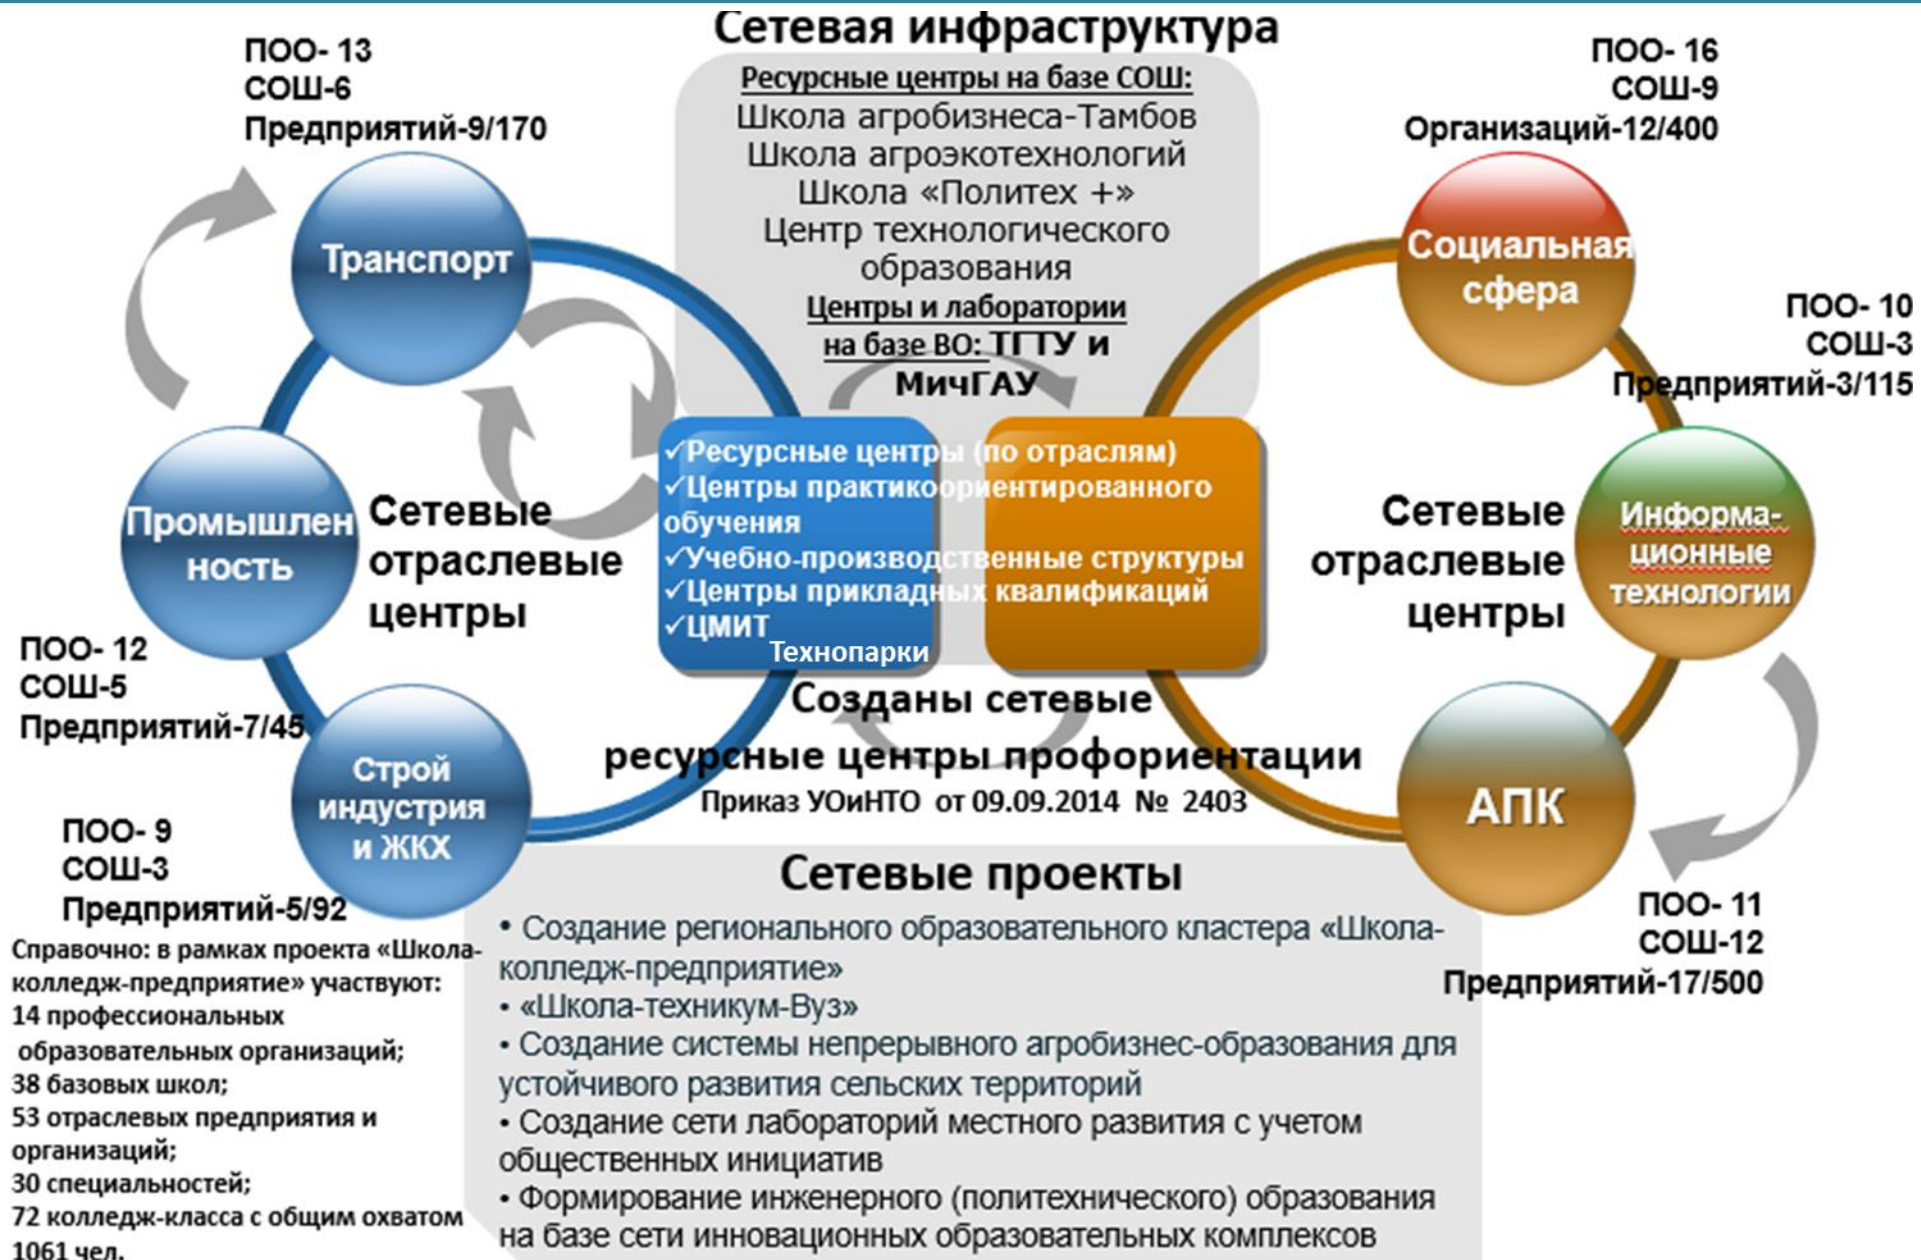 Сетевая инфраструктура
Ресурсные центры на базе СОШ:
Школа агробизнеса-Тамбов
Школа агроэкотехнологий
Школа «Политех +»
Центр технологического
образования
Центры и лаборатории
на базе ВО: ТГТУ и
МичГАУ
ПОО- 13
СОШ-6
Предприятий-9/170
Транспорт
Промышлен
ность
ПОО- 12
СОШ-5
Предприятий-7/45
Строй
индустрия
и ЖКХ
ПОО- 9
СОШ-3
Предприятий-5/92
Сетевые
отраслевые
центры
✓Ресурсные центры (по отраслям)
✓Центры практикоориентированного
обучения
✓Учебно-производственные структуры
✓Центры прикладных квалификаций
✓ЦМИТ
Технопарки
ПОО- 16
СОШ-9
Организаций-12/400
Социальная
сфера
ПОО- 10
СОШ-3
Предприятий-3/115
Информа-
ционные
технологии
Сетевые
отраслевые
центры
АПК
ПОО- 11
СОШ-12
Предприятий-17/500
Созданы сетевые
ресурсные центры профориентации
Приказ УОиНТО от 09.09.2014 № 2403
Сетевые проекты
• Создание регионального образовательного кластера «Школа-
колледж-предприятие»
• «Школа-техникум-Вуз»
• Создание системы непрерывного агробизнес-образования для
устойчивого развития сельских территорий
• Создание сети лабораторий местного развития с учетом
общественных инициатив
• Формирование инженерного (политехнического) образования
на базе сети инновационных образовательных комплексов
Справочно: в рамках проекта «Школа-
колледж-предприятие» участвуют:
14 профессиональных
образовательных организаций;
38 базовых школ;
53 отраслевых предприятия и
организаций;
30 специальностей;
72 колледж-класса с общим охватом
1061 чел.